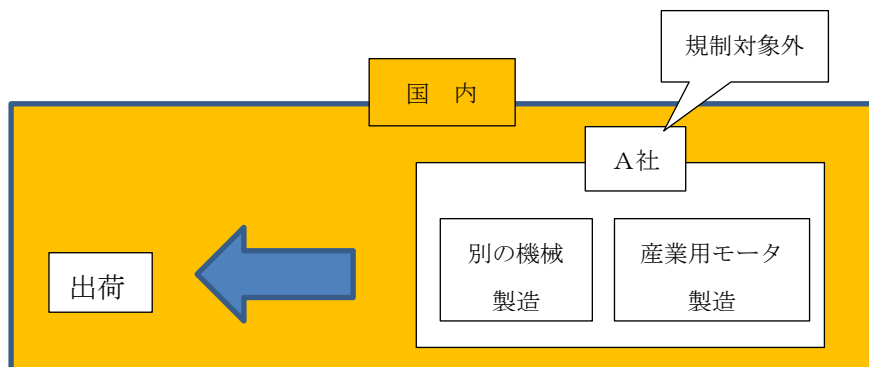 規制対象外
国　内
A社
別の機械
製造
産業用モータ
製造
出荷